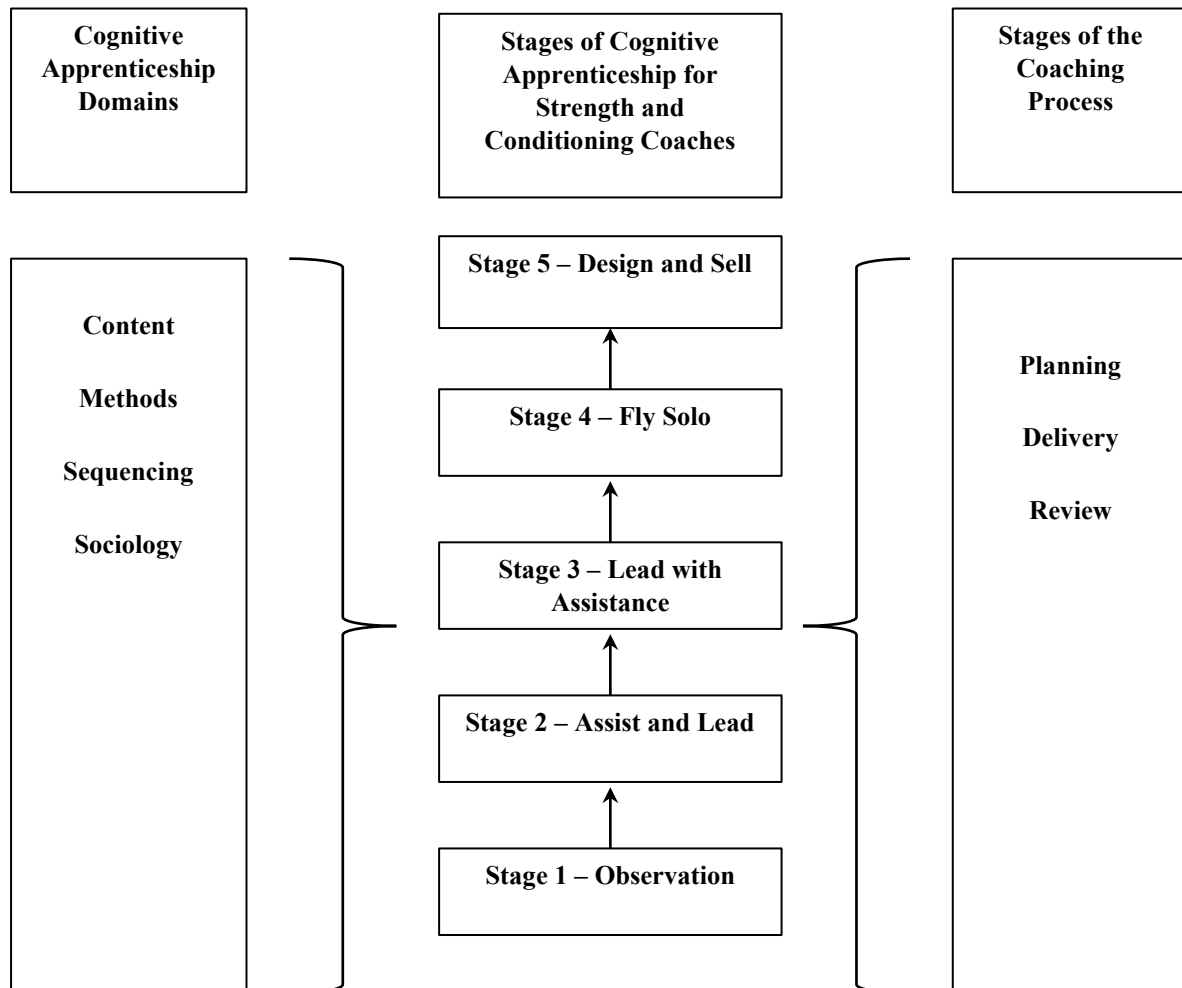 Cognitive
Apprenticeship
Domains
Stages of Cognitive
Apprenticeship for
Strength and
Conditioning Coaches
Stages of the
Coaching
Process
Content
Methods
Sequencing
Sociology
Stage 5 – Design and Sell
Stage 4 – Fly Solo
Stage 3 – Lead with
Assistance
Stage 2 – Assist and Lead
Stage 1 – Observation
Planning
Delivery
Review